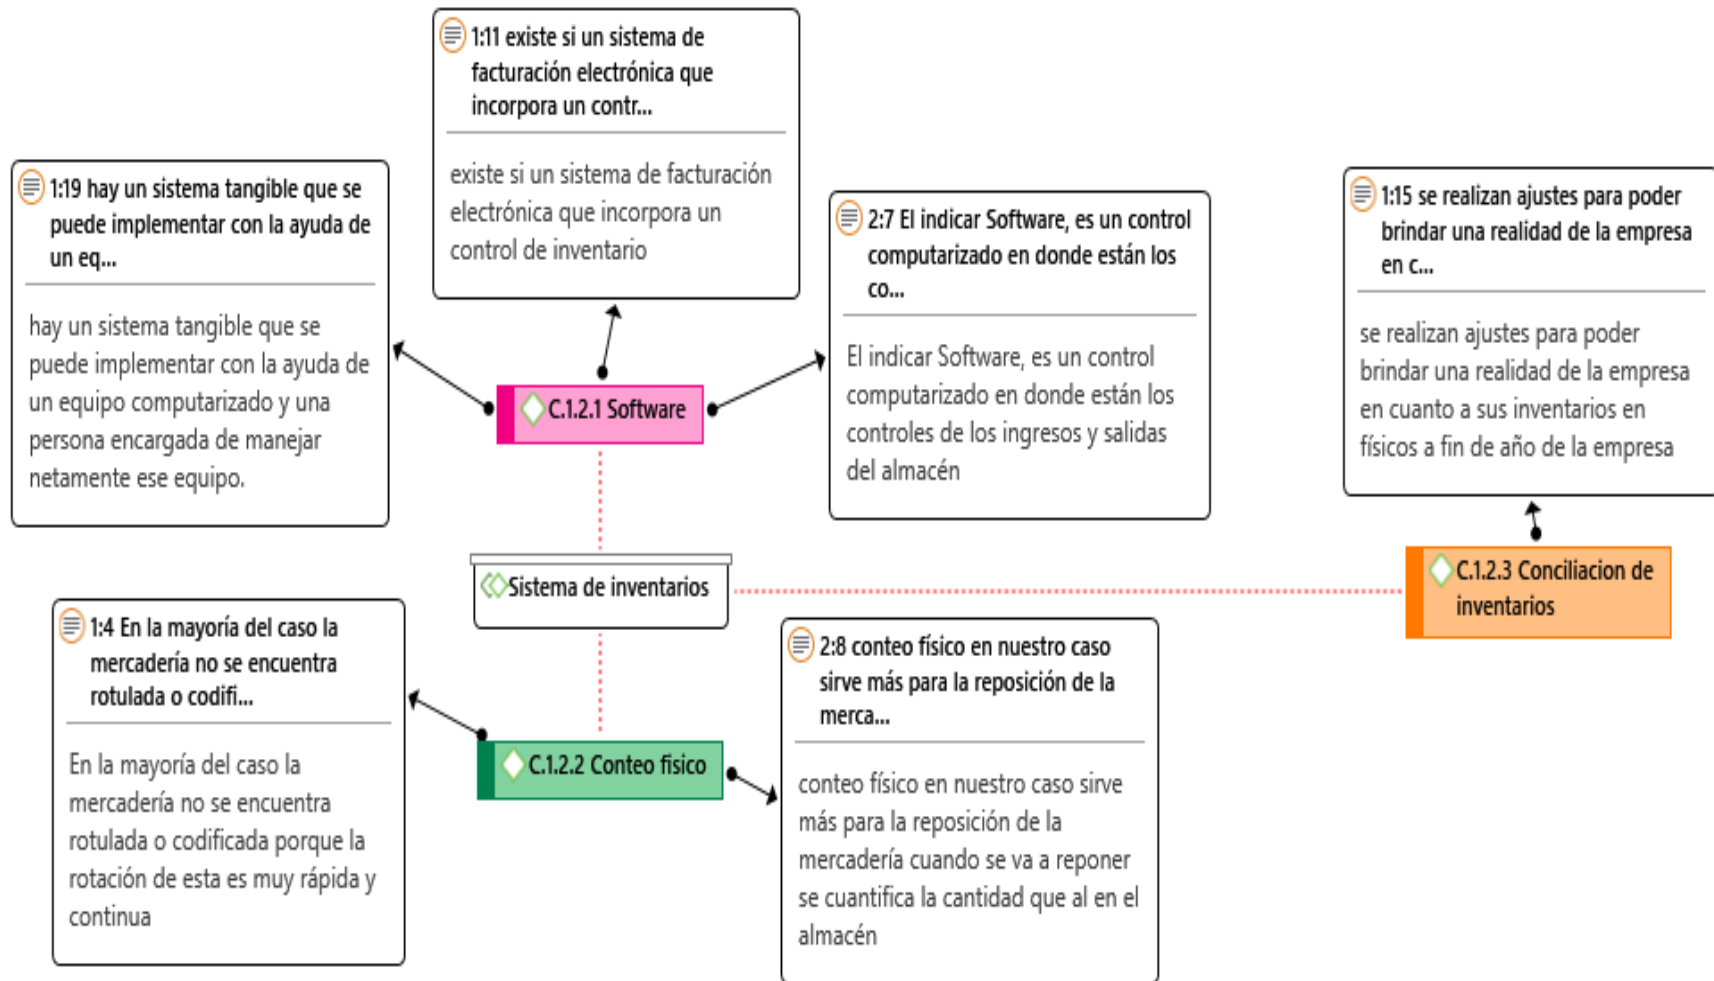 1:11 existe si un sistema de
facturación electrónica que
incorpora un contr...
existe si un sistema de facturación
electrónica que incorpora un
control de inventario
1:19 hay un sistema tangible que se
puede implementar con la ayuda de
un eq...
hay un sistema tangible que se
puede implementar con la ayuda de
un equipo computarizado y una
persona encargada de manejar
netamente ese equipo.
2:7 El indicar Software, es un control
computarizado en donde están los
co...
El indicar Software, es un control
computarizado en donde están los
controles de los ingresos y salidas
del almacén
1:15 se realizan ajustes para poder
brindar una realidad de la empresa
en c...
se realizan ajustes para poder
brindar una realidad de la empresa
en cuanto a sus inventarios en
físicos a fin de año de la empresa
C.1.2.1 Software
Sistema de inventarios
C.1.2.3 Conciliacion de
inventarios
1:4 En la mayoría del caso la
mercadería no se encuentra
rotulada o codifi...
En la mayoría del caso la
mercadería no se encuentra
rotulada o codificada porque la
rotación de esta es muy rápida y
continua
C.1.2.2 Conteo fisico
2:8 conteo físico en nuestro caso
sirve más para la reposición de la
merca...
conteo físico en nuestro caso sirve
más para la reposición de la
mercadería cuando se va a reponer
se cuantifica la cantidad que al en el
almacén